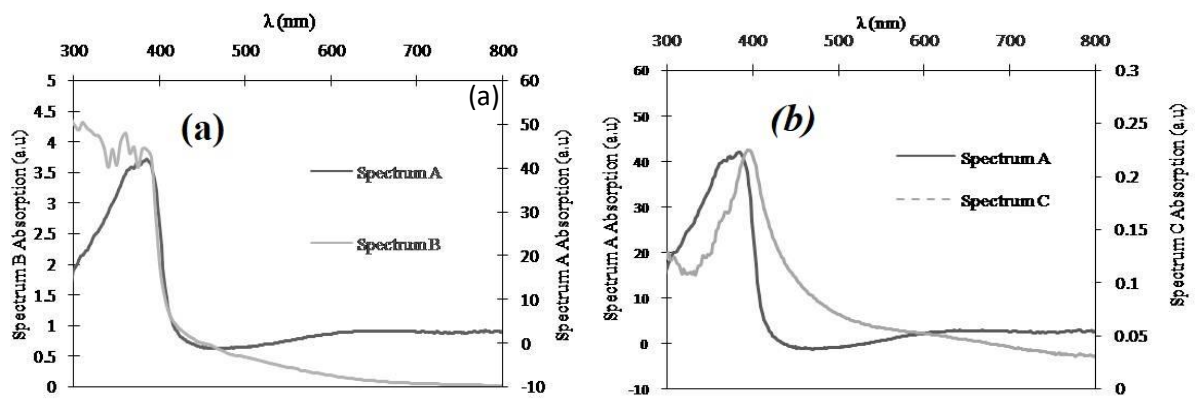 λ (nm)
300 400 500 600 700 800
5
4.5
4
3.5
3
2.5
2
1.5
1
0.5
0
Spectrum B Absorption (a.u)
(a)
Spectrum A
Spectrum B
(a)
60
50
40
30
20
10
0
-10
Spectrum A Absorption (a.u)
λ (nm)
300 400 500 600 700 800
60
50
40
30
20
10
0
-10
Spectrum A Absorption (a.u)
(b)
Spectrum A
Spectrum C
0.3
0.25
0.2
0.15
0.1
0.05
0
Spectrum C Absorption (a.u)